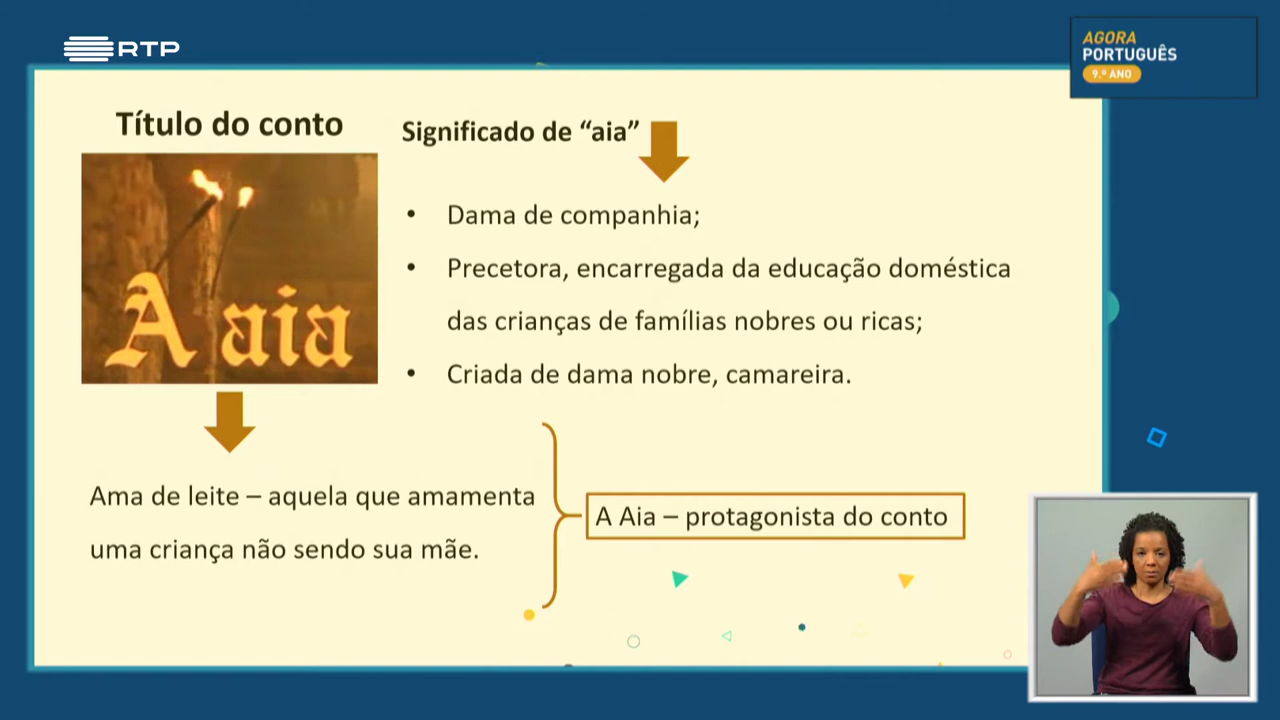 RTP
AGORA
PORTUGUÊS
9.º ANO
Título do conto
A aia
Significado de “aia”
• Dama de companhia;
• Precetora, encarregada da educação doméstica
das crianças de famílias nobres ou ricas;
• Criada de dama nobre, camareira.
Ama de leite – aquela que amamenta
uma criança não sendo sua mãe.
A Aia – protagonista do conto